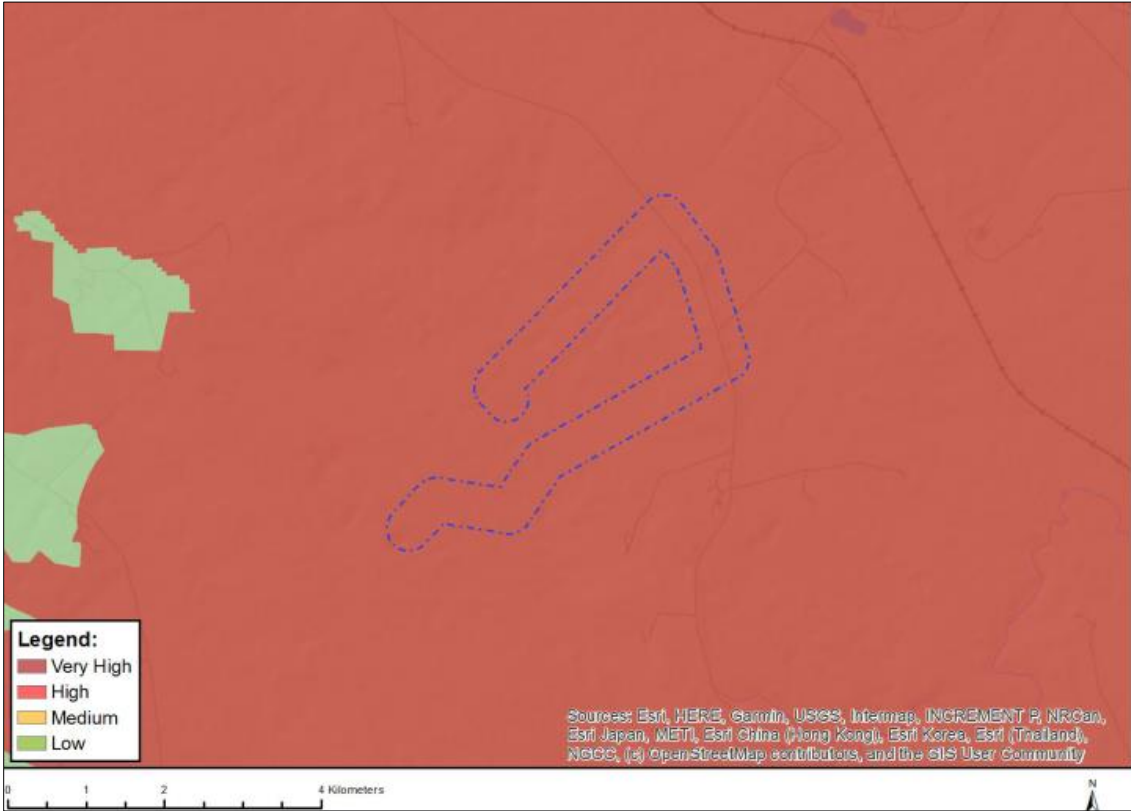 Legend:
Very High
High
Medium
Low
Sources: Esri, HERE, Garmin, USGS, Intermap, INCREMENT P, NRCan,
Esri Japan, METI, Esri China (Hong Kong), Esri Korea, Esri (Thailand),
NGCC, (c) OpenStreetMap contributors, and the GIS User Community
0 1 2 4 Kilometers
N